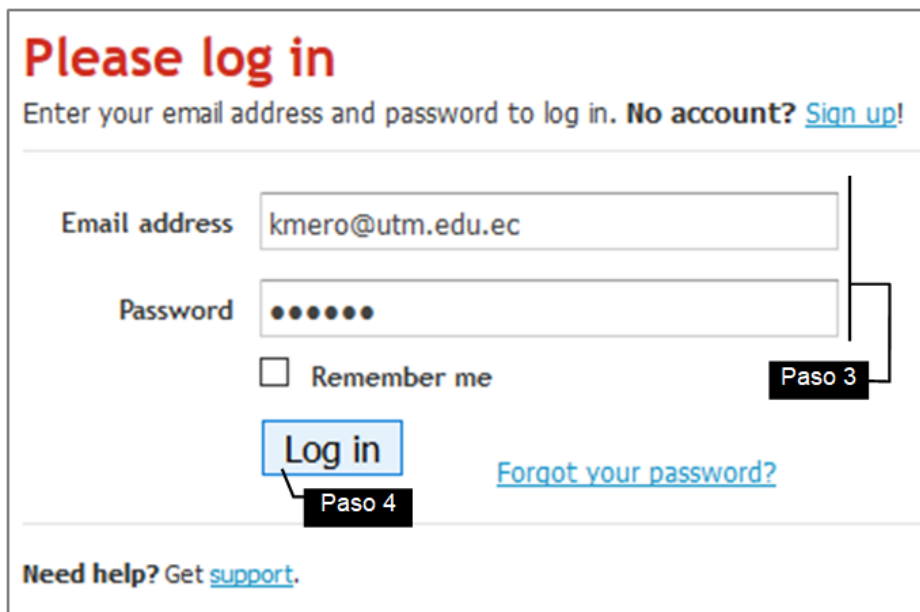 Please log in
Enter your email address and password to log in. No account? Sign up!
Email address
kmero@utm.edu.ec
Password
••••••
Remember me
Paso 3
Log in
Forgot your password?
Paso 4
Need help? Get support.